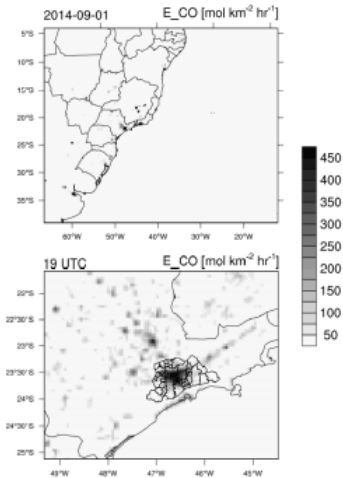 2014-09-01 E_CO [mol km⁻² hr⁻¹]
5°S
10°S
15°S
20°S
25°S
30°S
35°S
60°W 50°W 40°W 30°W 20°W
450
400
350
300
250
200
150
100
50
19 UTC E_CO [mol km⁻² hr⁻¹]
22°S
22°30'S
23°S
23°30'S
24°S
24°30'S
25°S
49°W 48°W 47°W 46°W 45°W